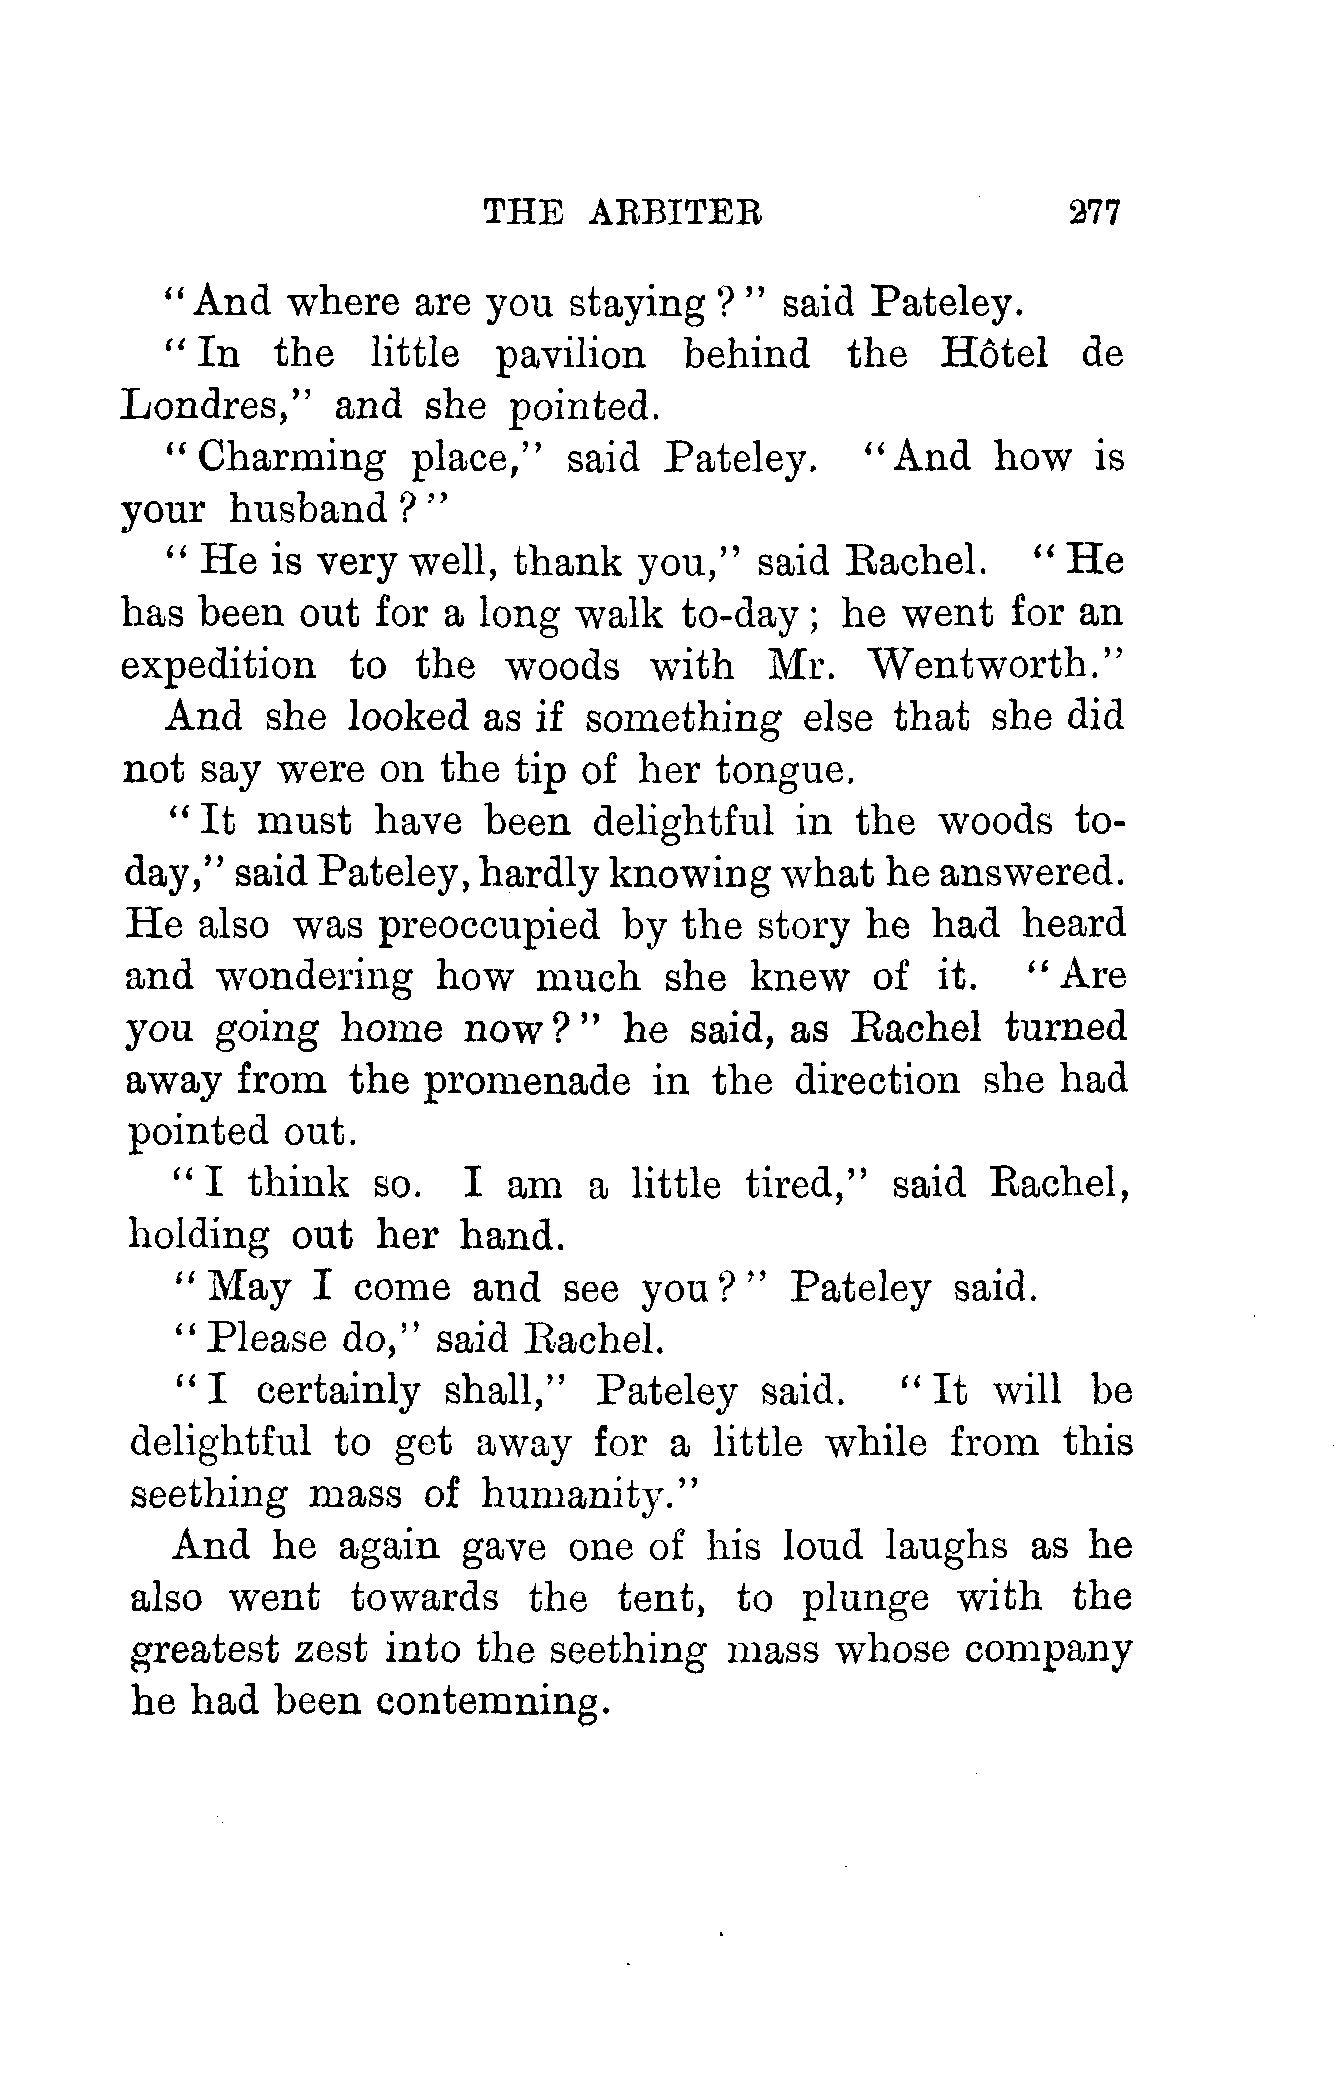 THE ARBITER 277
"And where are you staying?" said Pateley.
"In the little pavilion behind the Hôtel de
Londres," and she pointed.
"Charming place," said Pateley. "And how is
your husband?"
"He is very well, thank you," said Rachel. "He
has been out for a long walk to-day; he went for an
expedition to the woods with Mr. Wentworth."
And she looked as if something else that she did
not say were on the tip of her tongue.
"It must have been delightful in the woods to-
day," said Pateley, hardly knowing what he answered.
He also was preoccupied by the story he had heard
and wondering how much she knew of it. "Are
you going home now?" he said, as Rachel turned
away from the promenade in the direction she had
pointed out.
"I think so. I am a little tired," said Rachel,
holding out her hand.
"May I come and see you?" Pateley said.
"Please do," said Rachel.
"I certainly shall," Pateley said. "It will be
delightful to get away for a little while from this
seething mass of humanity."
And he again gave one of his loud laughs as he
also went towards the tent, to plunge with the
greatest zest into the seething mass whose company
he had been contemning.